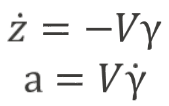 ż = −Vγ
a = Vγ̇